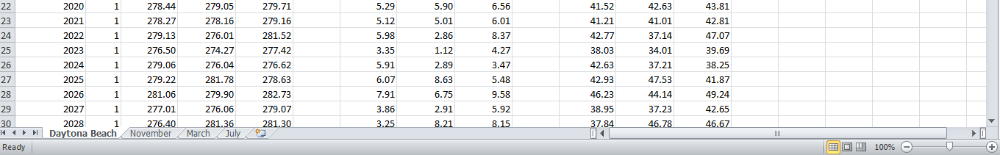 22 2020 1 278.44 279.05 279.71 5.29 5.90 6.56 41.52 42.63 43.81
23 2021 1 278.27 278.16 279.16 5.12 5.01 6.01 41.21 41.01 42.81
24 2022 1 279.13 276.01 281.52 5.98 2.86 8.37 42.77 37.14 47.07
25 2023 1 276.50 274.27 277.42 3.35 1.12 4.27 38.03 34.01 39.69
26 2024 1 279.06 276.04 276.62 5.91 2.89 3.47 42.63 37.21 38.25
27 2025 1 279.22 281.78 278.63 6.07 8.63 5.48 42.93 47.53 41.87
28 2026 1 281.06 279.90 282.73 7.91 6.75 9.58 46.23 44.14 49.24
29 2027 1 277.01 276.06 279.07 3.86 2.91 5.92 38.95 37.23 42.65
30 2028 1 276.40 281.36 281.30 3.25 8.21 8.15 37.84 46.78 46.67
Daytona Beach November March July
Ready 100%